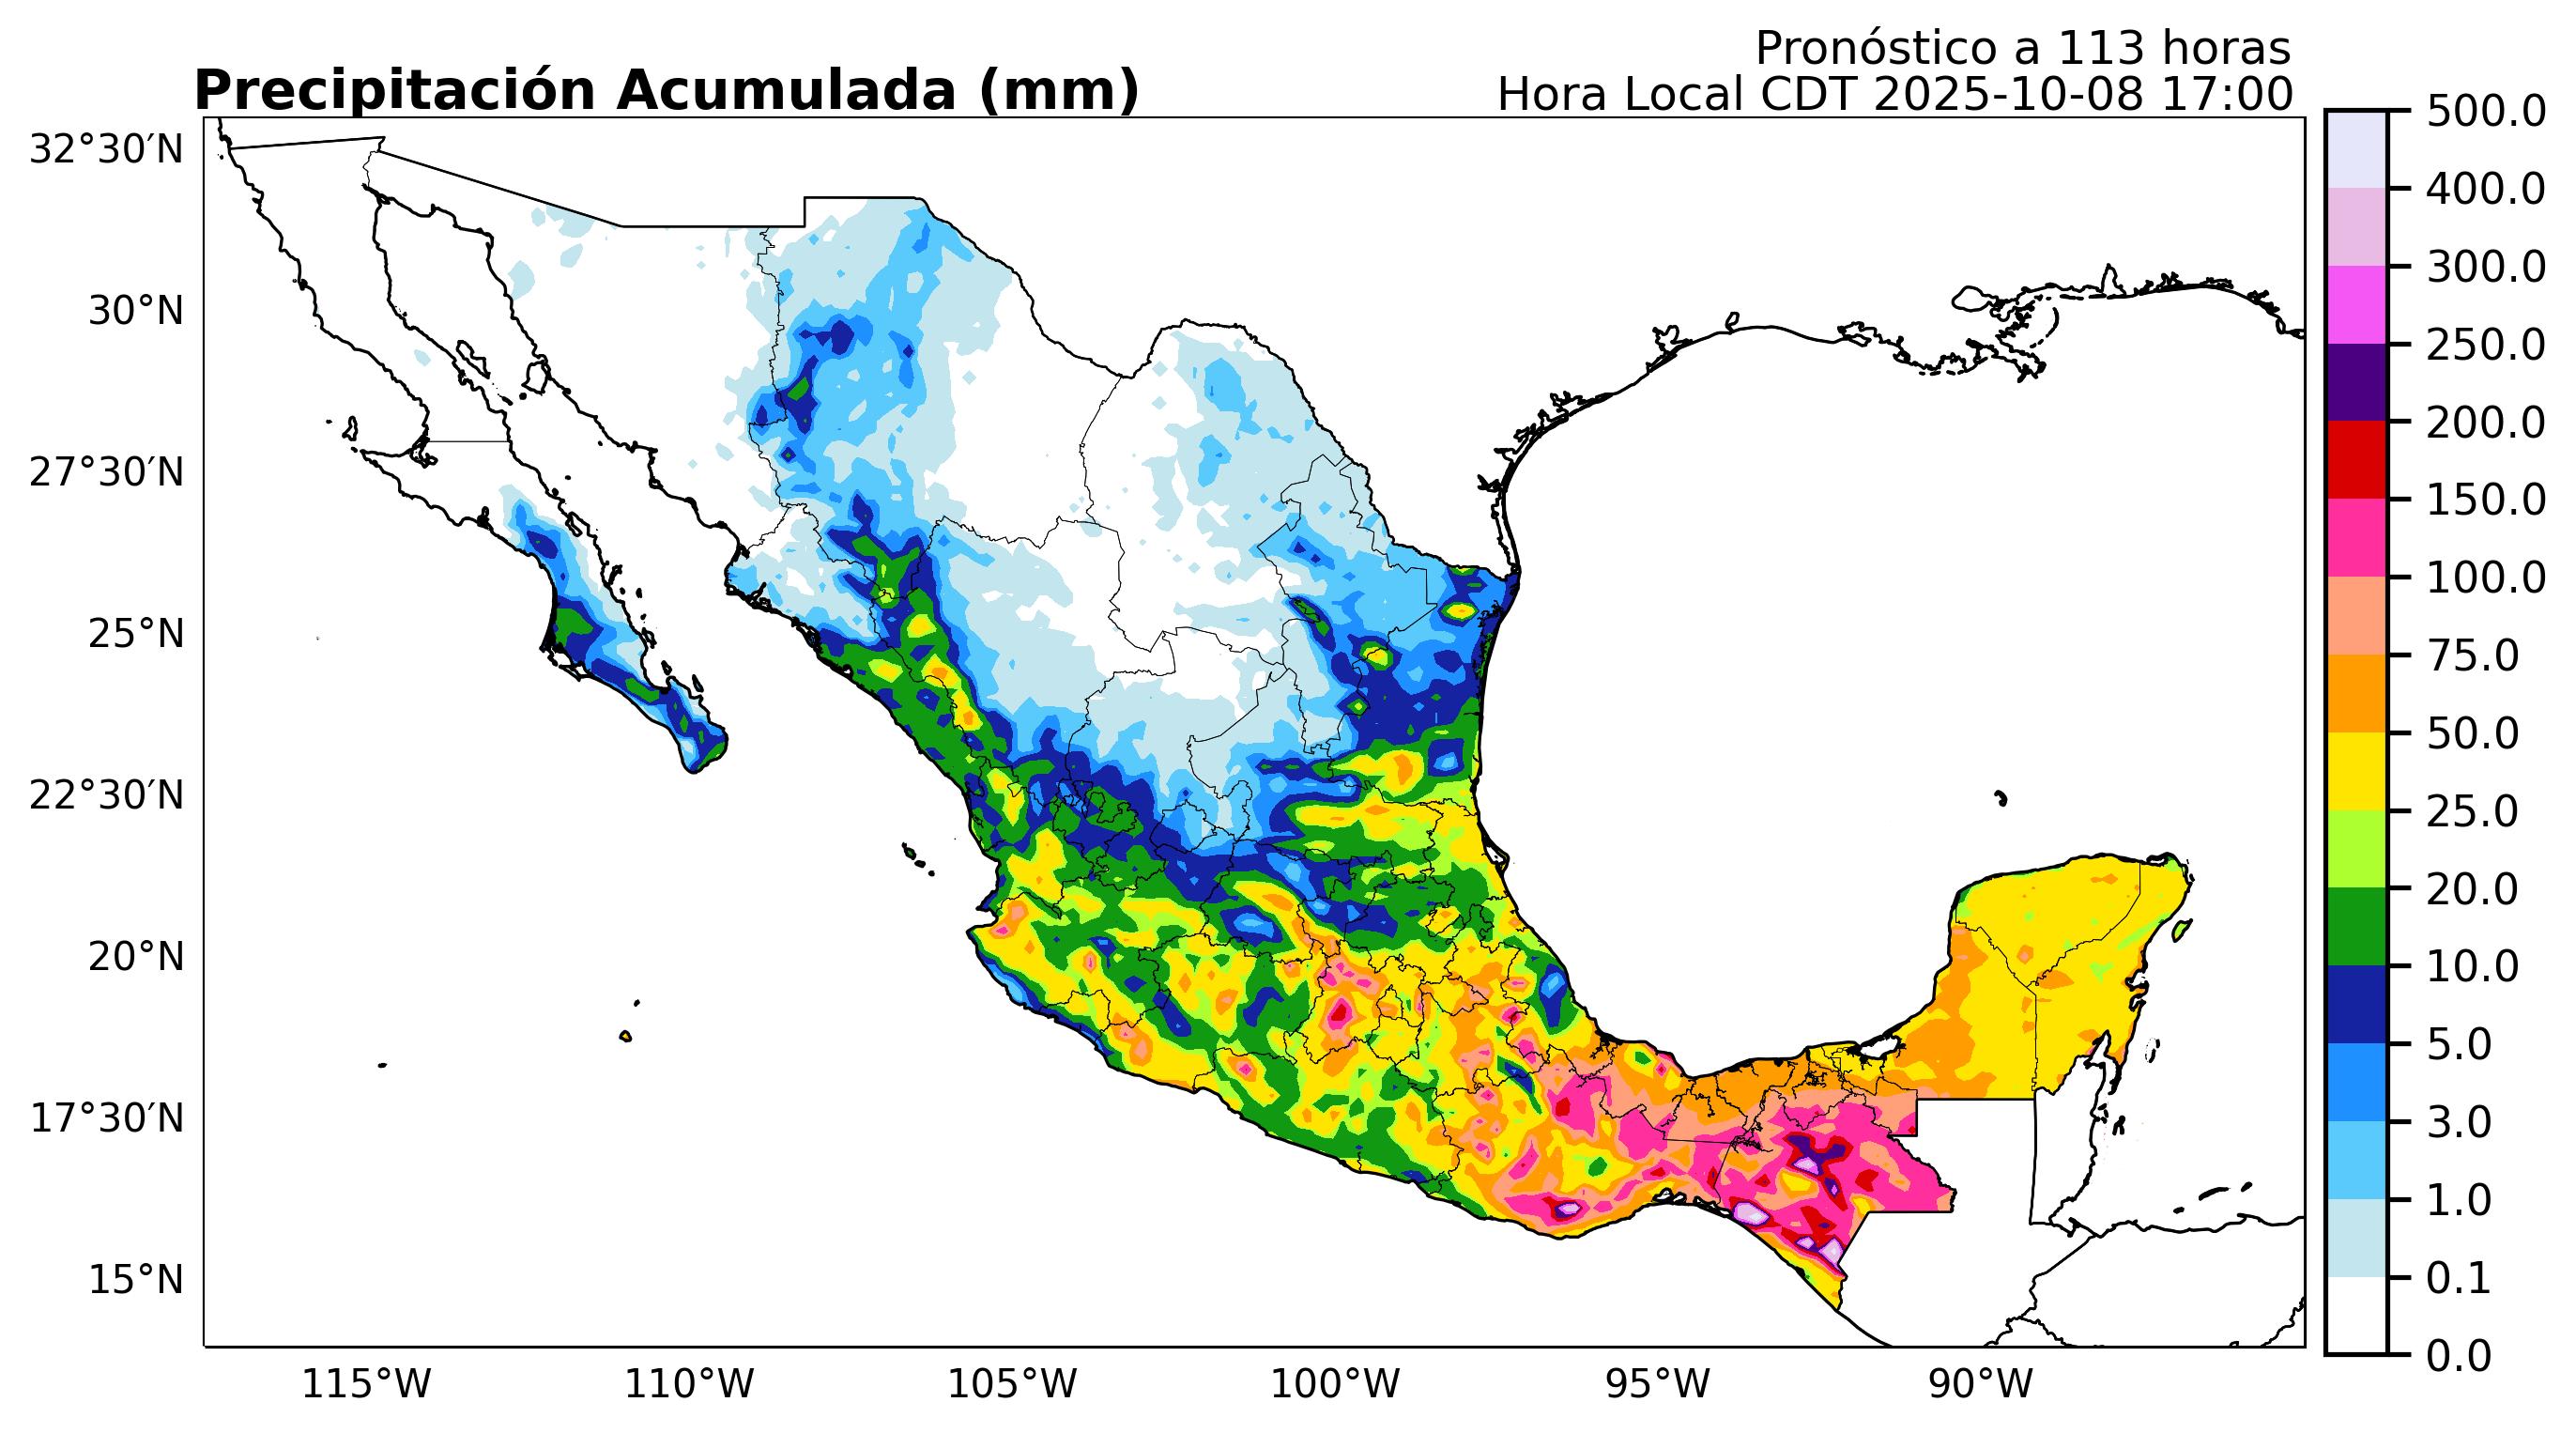 Pronóstico a 113 horas
Precipitación Acumulada (mm)
Hora Local CDT 2025-10-08 17:00
32°30′N
30°N
27°30′N
25°N
22°30′N
20°N
17°30′N
15°N
115°W
110°W
105°W
100°W
95°W
90°W
500.0
400.0
300.0
250.0
200.0
150.0
100.0
75.0
50.0
25.0
20.0
10.0
5.0
3.0
1.0
0.1
0.0